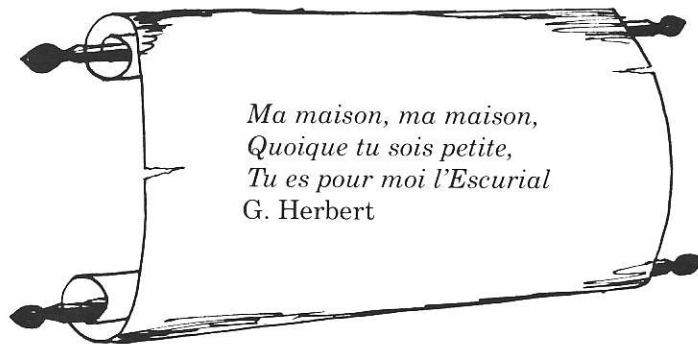 Ma maison, ma maison,
Quoique tu sois petite,
Tu es pour moi l'Escurial
G. Herbert